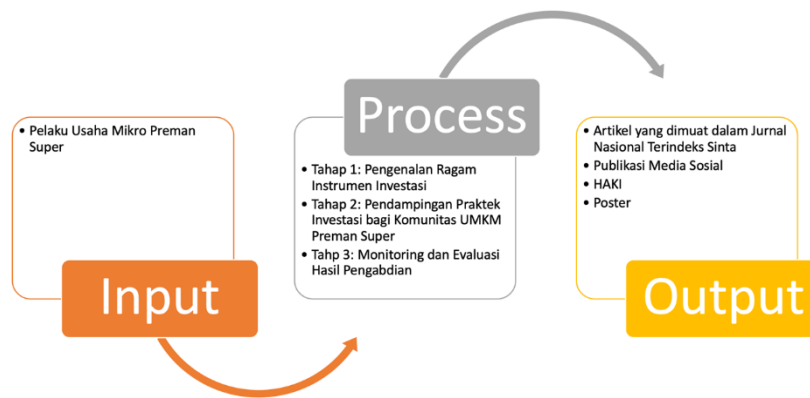 • Pelaku Usaha Mikro Preman
Super
Input
Process
• Tahap 1: Pengenalan Ragam
Instrumen Investasi
• Tahap 2: Pendampingan Praktek
Investasi bagi Komunitas UMKM
Preman Super
• Tahp 3: Monitoring dan Evaluasi
Hasil Pengabdian
• Artikel yang dimuat dalam Jurnal
Nasional Terindeks Sinta
• Publikasi Media Sosial
• HAKI
• Poster
Output